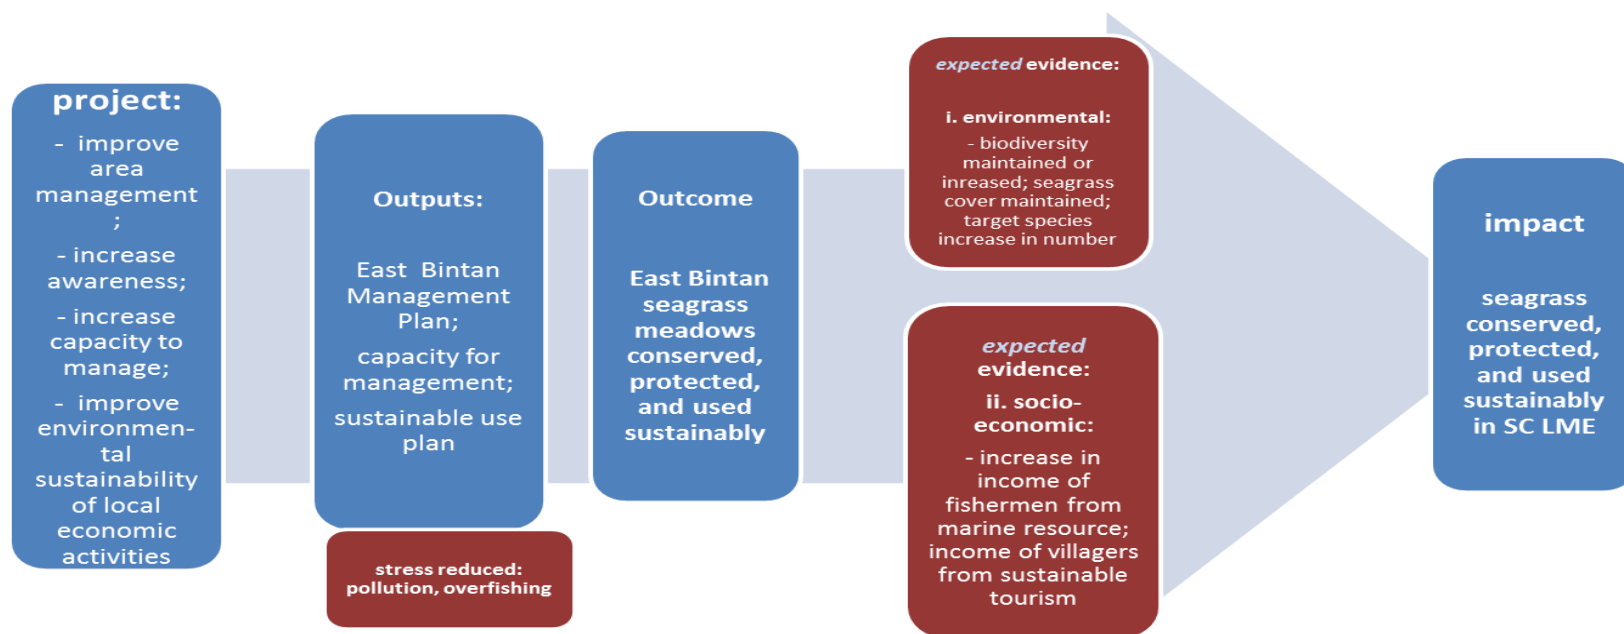 project:
- improve
area
management
;
- increase
awareness;
- increase
capacity to
manage;
- improve
environmen-
tal
sustainability
of local
economic
activities
Outputs:
East Bintan
Management
Plan;
capacity for
management;
sustainable use
plan
stress reduced:
pollution, overfishing
Outcome
East Bintan
seagrass
meadows
conserved,
protected,
and used
sustainably
expected evidence:
i. environmental:
- biodiversity
maintained or
inreased; seagrass
cover maintained;
target species
increase in number
expected
evidence:
ii. socio-
economic:
- increase in
income of
fishermen from
marine resource;
income of villagers
from sustainable
tourism
impact
seagrass
conserved,
protected,
and used
sustainably
in SC LME